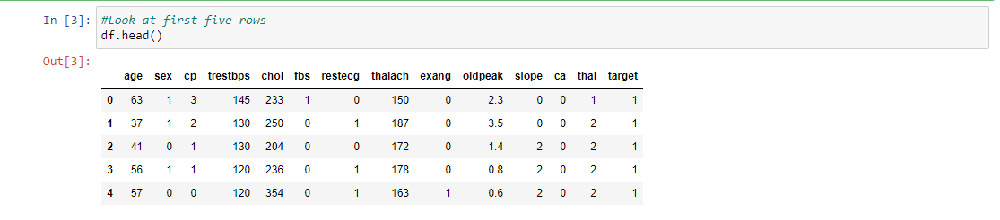 In [3]: #Look at first five rows
df.head()
Out[3]:
age sex cp trestbps chol fbs restecg thalach exang oldpeak slope ca thal target
0 63 1 3 145 233 1 0 150 0 2.3 0 0 1 1
1 37 1 2 130 250 0 1 187 0 3.5 0 0 2 1
2 41 0 1 130 204 0 0 172 0 1.4 2 0 2 1
3 56 1 1 120 236 0 1 178 0 0.8 2 0 2 1
4 57 0 0 120 354 0 1 163 1 0.6 2 0 2 1